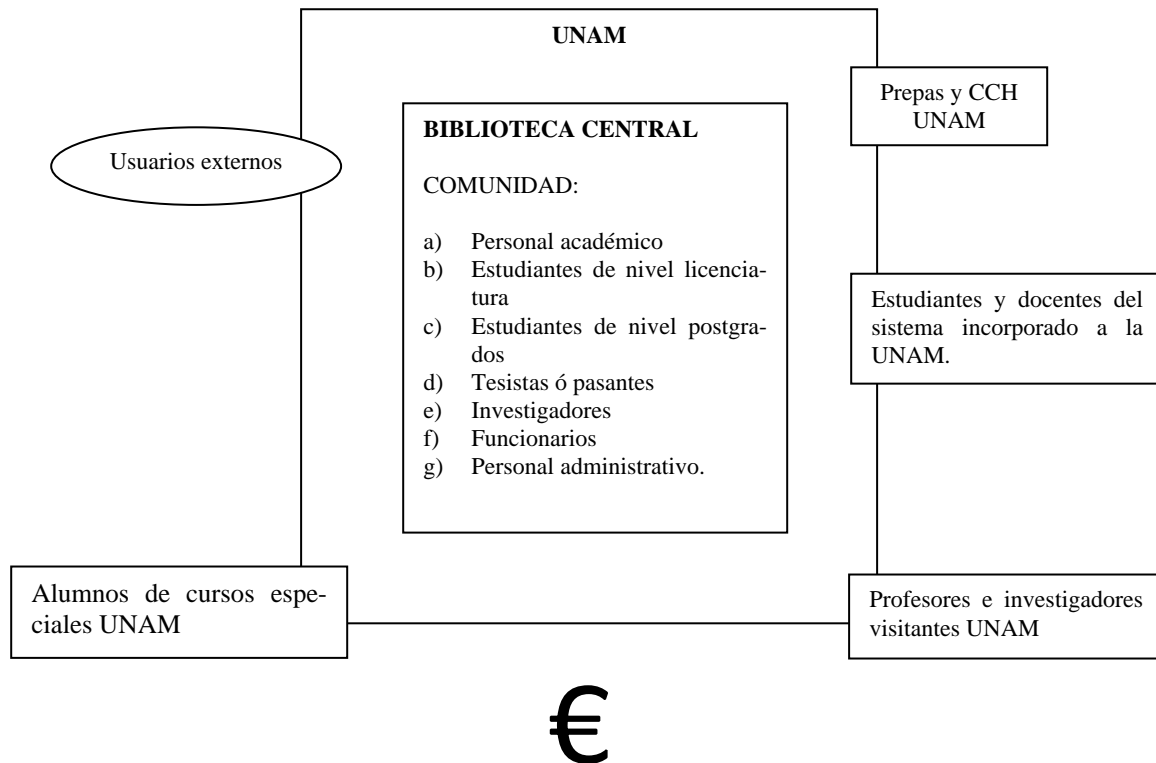 UNAM
Prepas y CCH
UNAM
Usuarios externos
BIBLIOTECA CENTRAL
COMUNIDAD:
a) Personal académico
b) Estudiantes de nivel licencia-
tura
c) Estudiantes de nivel postgra-
dos
d) Tesistas ó pasantes
e) Investigadores
f) Funcionarios
g) Personal administrativo.
Estudiantes y docentes del
sistema incorporado a la
UNAM.
Alumnos de cursos espe-
ciales UNAM
Profesores e investigadores
visitantes UNAM
€